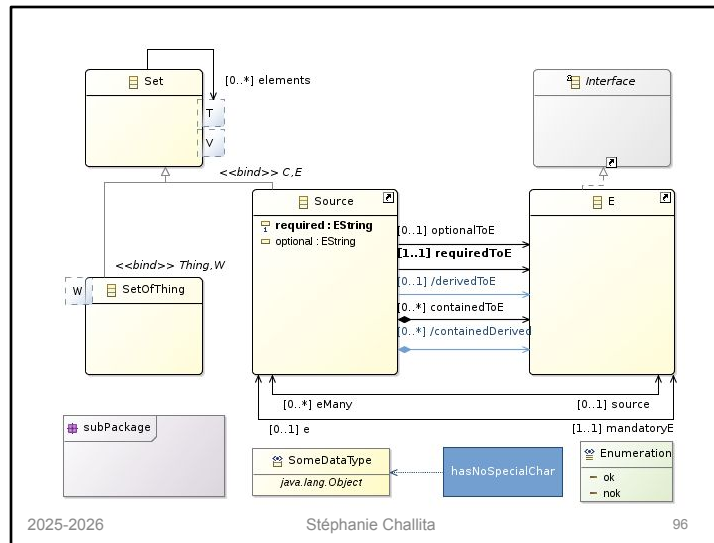 Set
[0..*] elements
T
V
Interface
<<bind>> C,E
Source
required : EString
optional : EString
E
[0..1] optionalToE
[1..1] requiredToE
[0..1] /derivedToE
[0..*] containedToE
[0..*] /containedDerived
<<bind>> Thing,W
W
SetOfThing
[0..*] eMany
[0..1] source
[0..1] e
[1..1] mandatoryE
subPackage
SomeDataType
java.lang.Object
hasNoSpecialChar
Enumeration
ok
nok
2025-2026
Stéphanie Challita
96